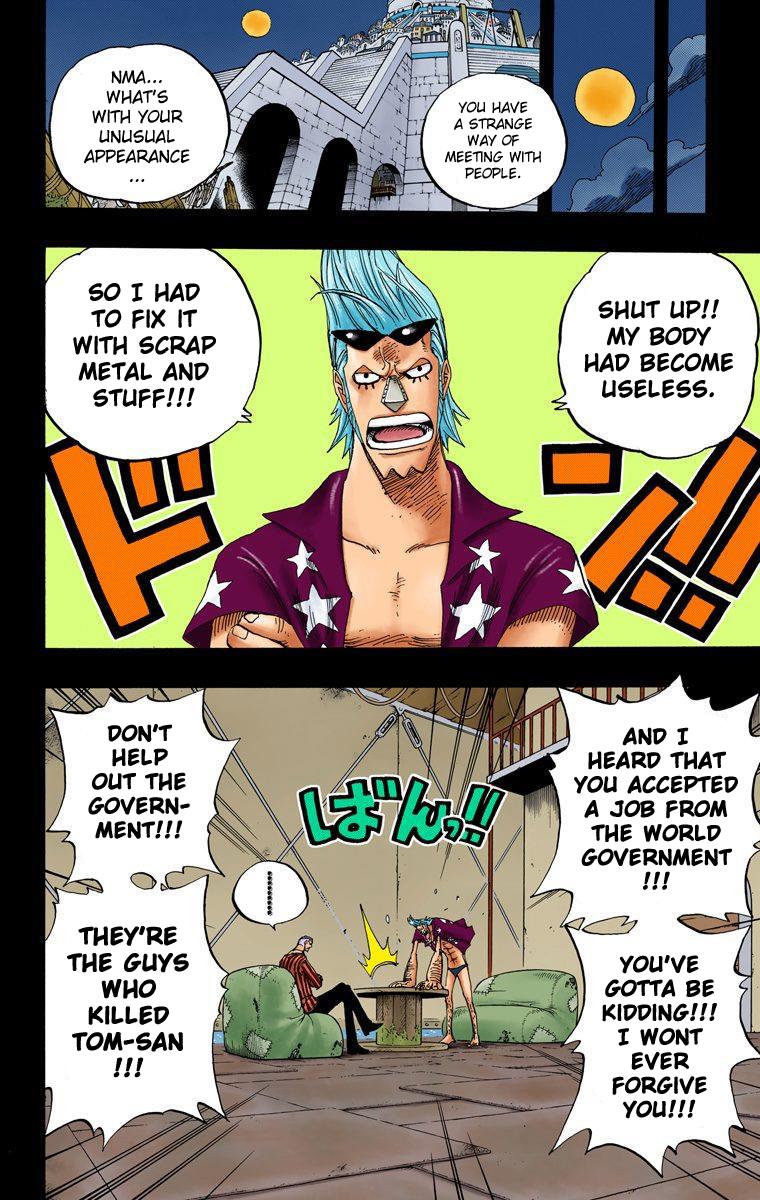 YOU HAVE
A STRANGE
WAY OF
MEETING WITH
PEOPLE.
NMA...
WHAT'S
WITH YOUR
UNUSUAL
APPEARANCE
...
SHUT UP!!
MY BODY
HAD BECOME
USELESS.
SO I HAD
TO FIX IT
WITH SCRAP
METAL AND
STUFF!!!
ドン!!
AND I
HEARD THAT
YOU ACCEPTED
A JOB FROM
THE WORLD
GOVERNMENT
!!!
YOU'VE
GOTTA BE
KIDDING!!!
I WONT
EVER
FORGIVE
YOU!!!
ばんっ!!
..........
DON'T
HELP
OUT THE
GOVERN-
MENT!!!
THEY'RE
THE GUYS
WHO
KILLED
TOM-SAN
!!!